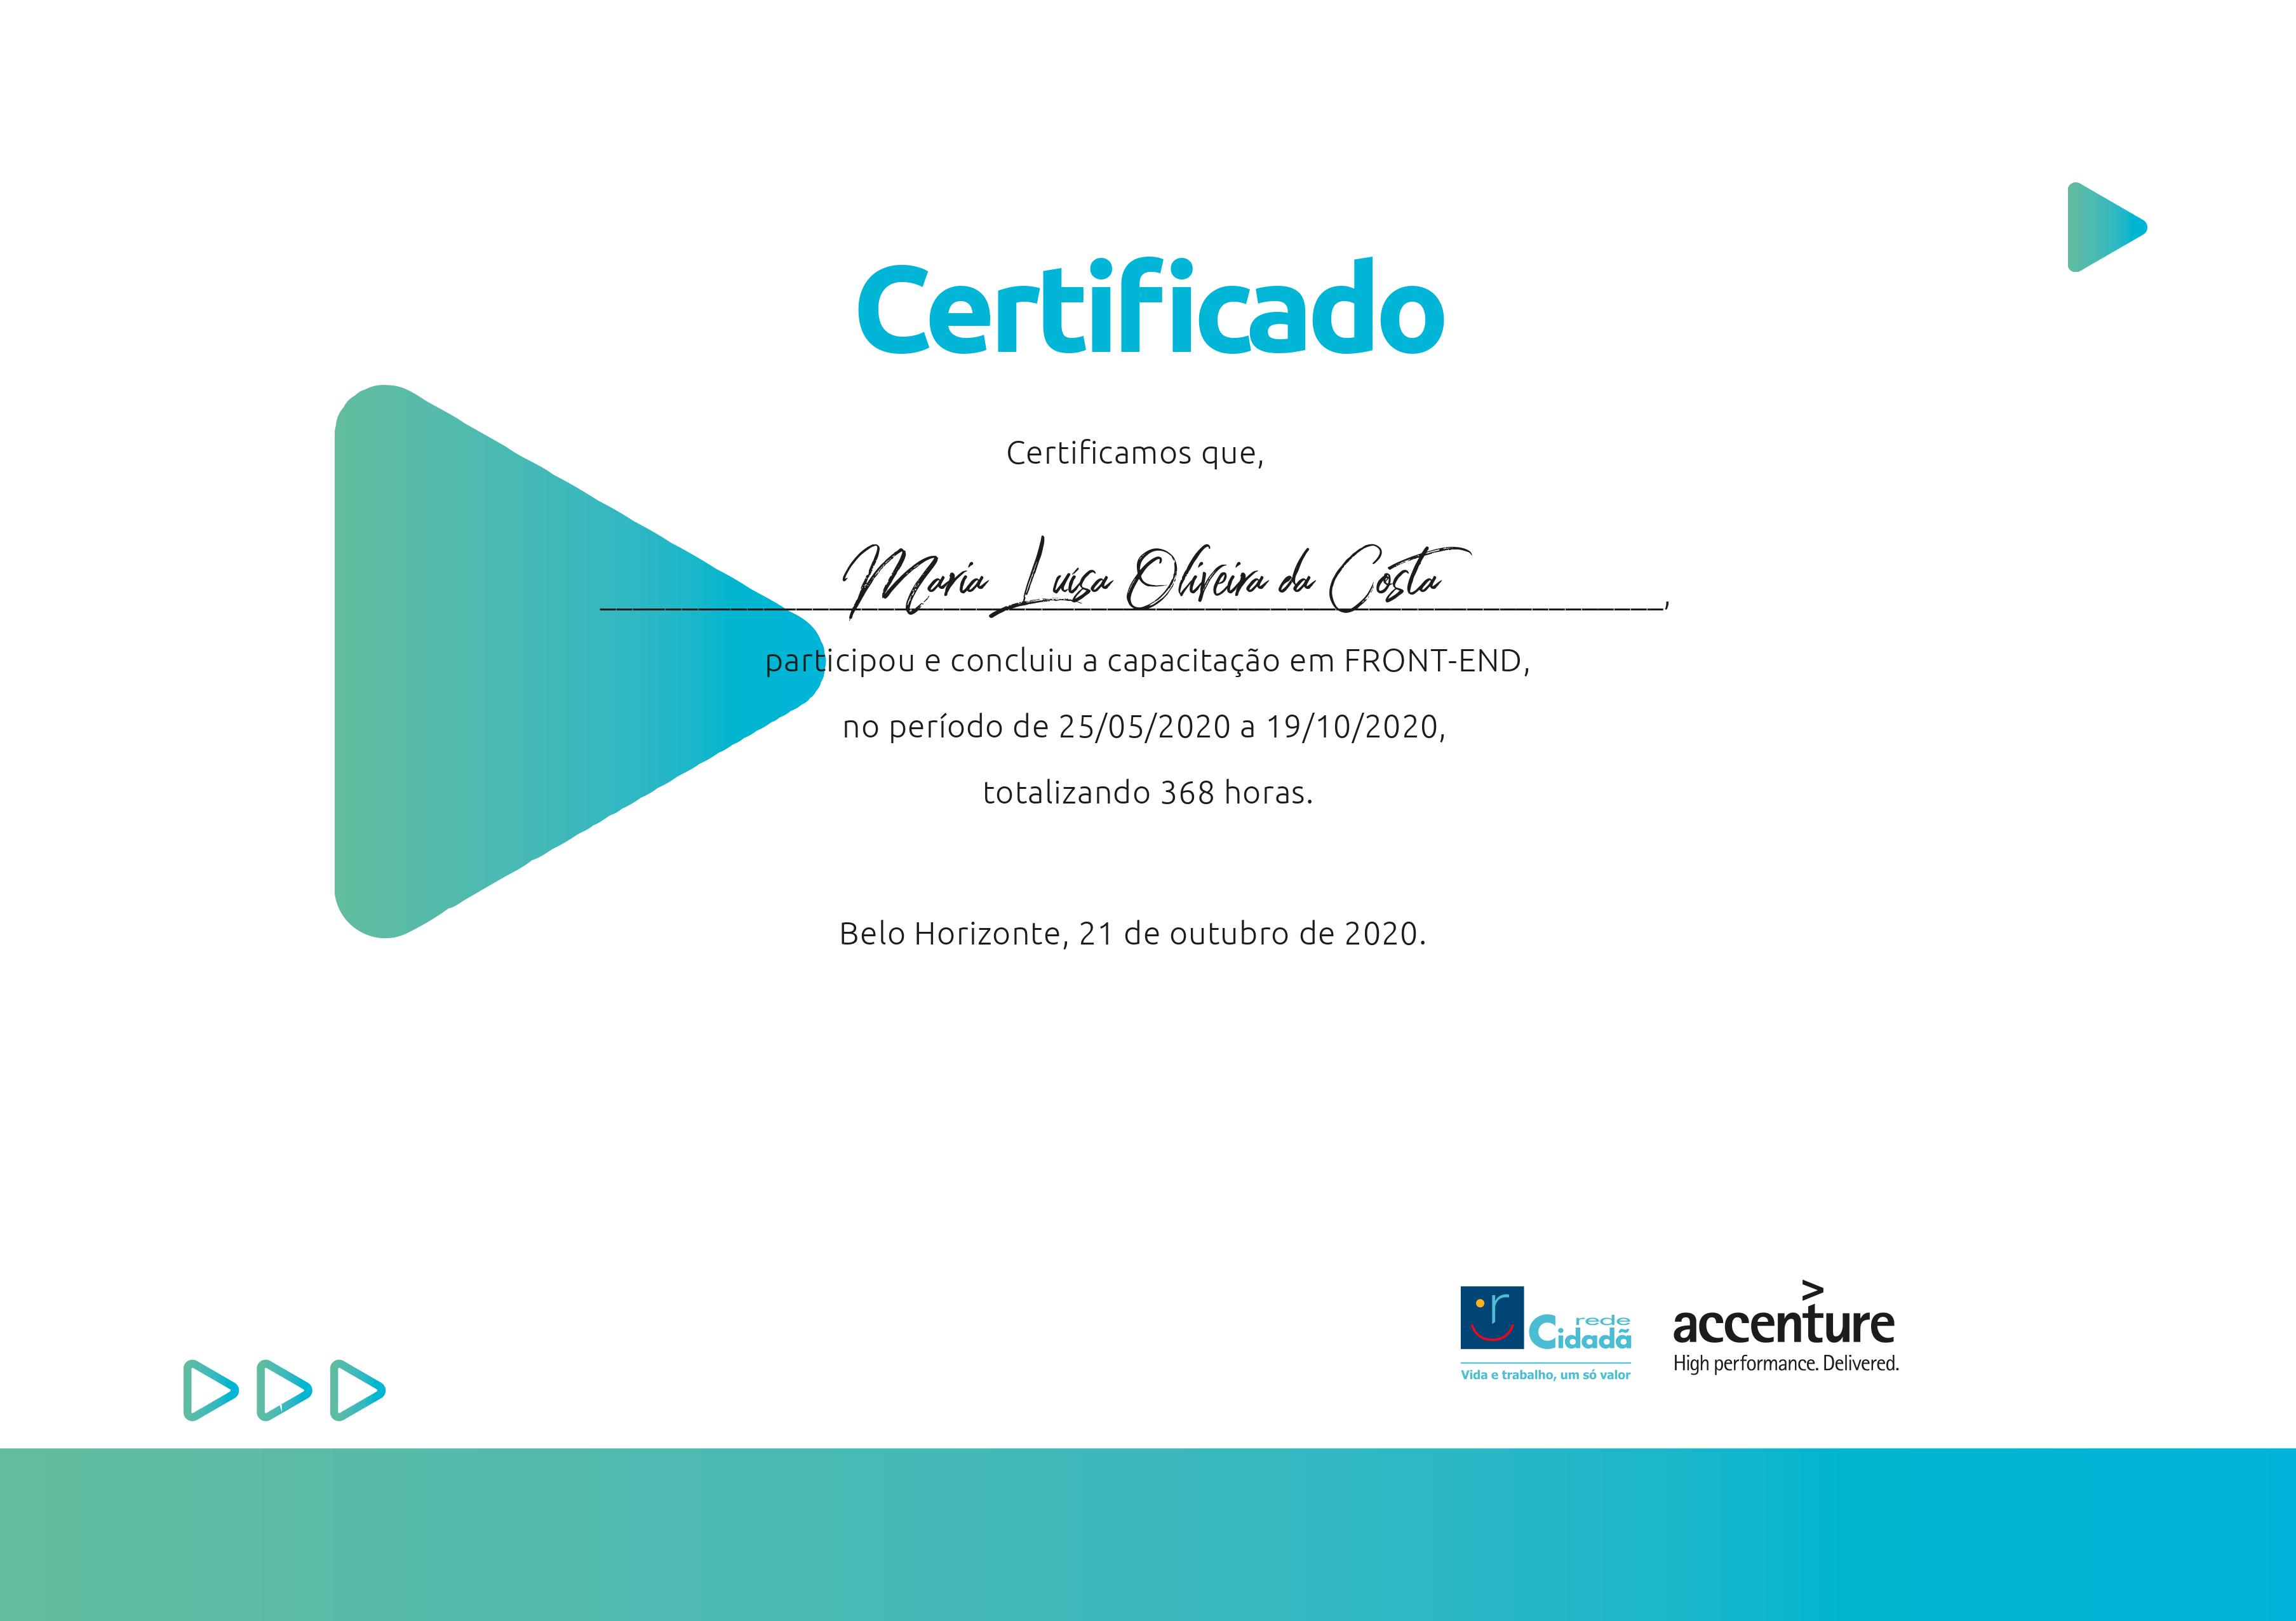 Certificado
Certificamos que,
Maria Luísa Oliveira da Costa,
participou e concluiu a capacitação em FRONT-END,
no período de 25/05/2020 a 19/10/2020,
totalizando 368 horas.
Belo Horizonte, 21 de outubro de 2020.
r
rede
Cidadã
Vida e trabalho, um só valor
accenture
High performance. Delivered.